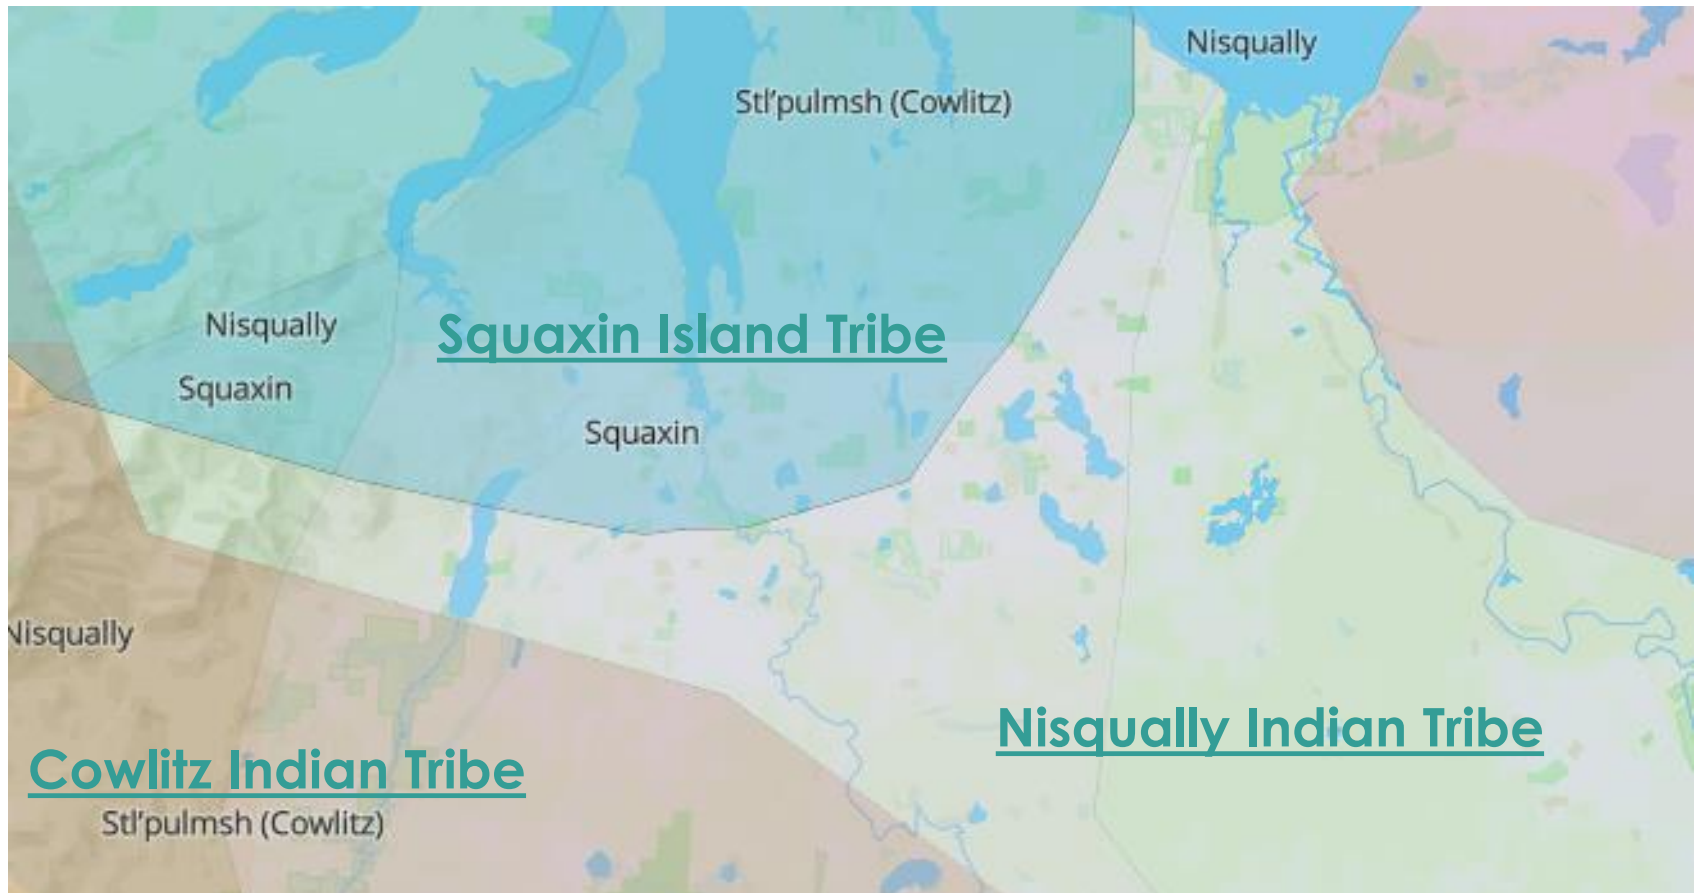 Nisqually
Stl'pulmsh (Cowlitz)
Nisqually
Squaxin Island Tribe
Squaxin
Squaxin
Nisqually
Nisqually Indian Tribe
Cowlitz Indian Tribe
Stl'pulmsh (Cowlitz)